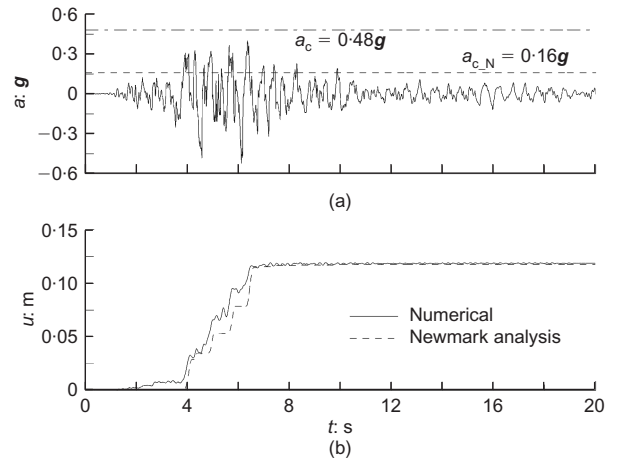 0·6
0·3
0
−0·3
−0·6
a: g
a_c = 0·48g
a_c_N = 0·16g
(a)
0·15
0·10
0·05
0
u: m
Numerical
Newmark analysis
0 4 8 12 16 20
t: s
(b)